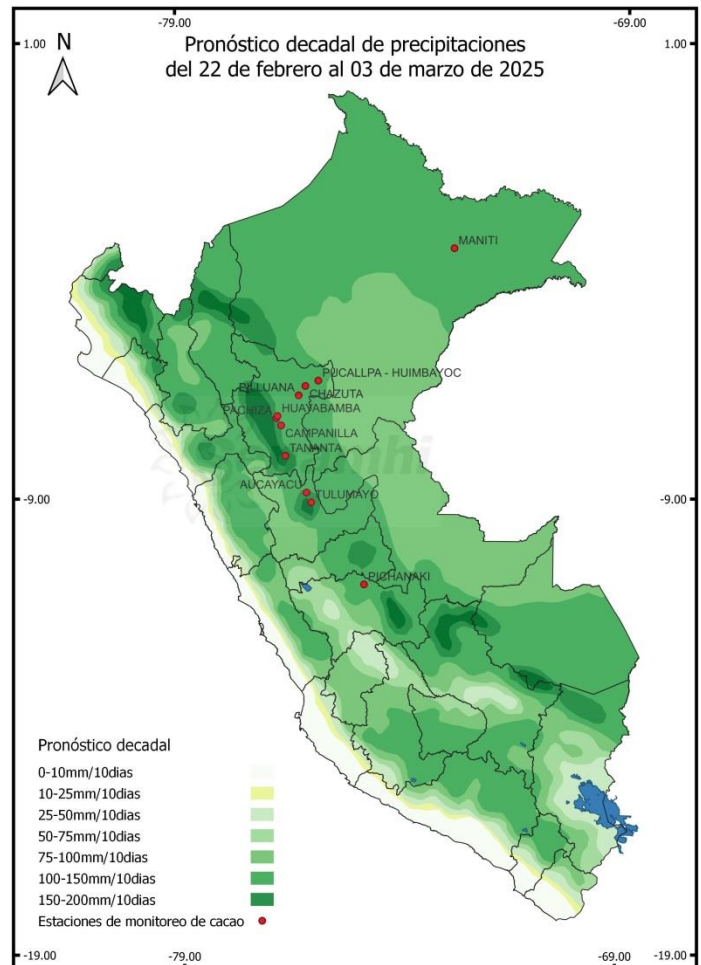 -79.00
-69.00
1.00
1.00
N
Pronóstico decadal de precipitaciones
del 22 de febrero al 03 de marzo de 2025
MANITI
PUCALLPA - HUIMBAYOC
PILLUANA
CHAZUTA
PACHIZA
HUAYABAMBA
CAMPANILLA
TANANTA
AUCAYACU
TULUMAYO
-9.00
-9.00
PICHANAKI
Pronóstico decadal
0-10mm/10dias
10-25mm/10dias
25-50mm/10dias
50-75mm/10dias
75-100mm/10dias
100-150mm/10dias
150-200mm/10dias
Estaciones de monitoreo de cacao
-19.00
-19.00
-79.00
-69.00